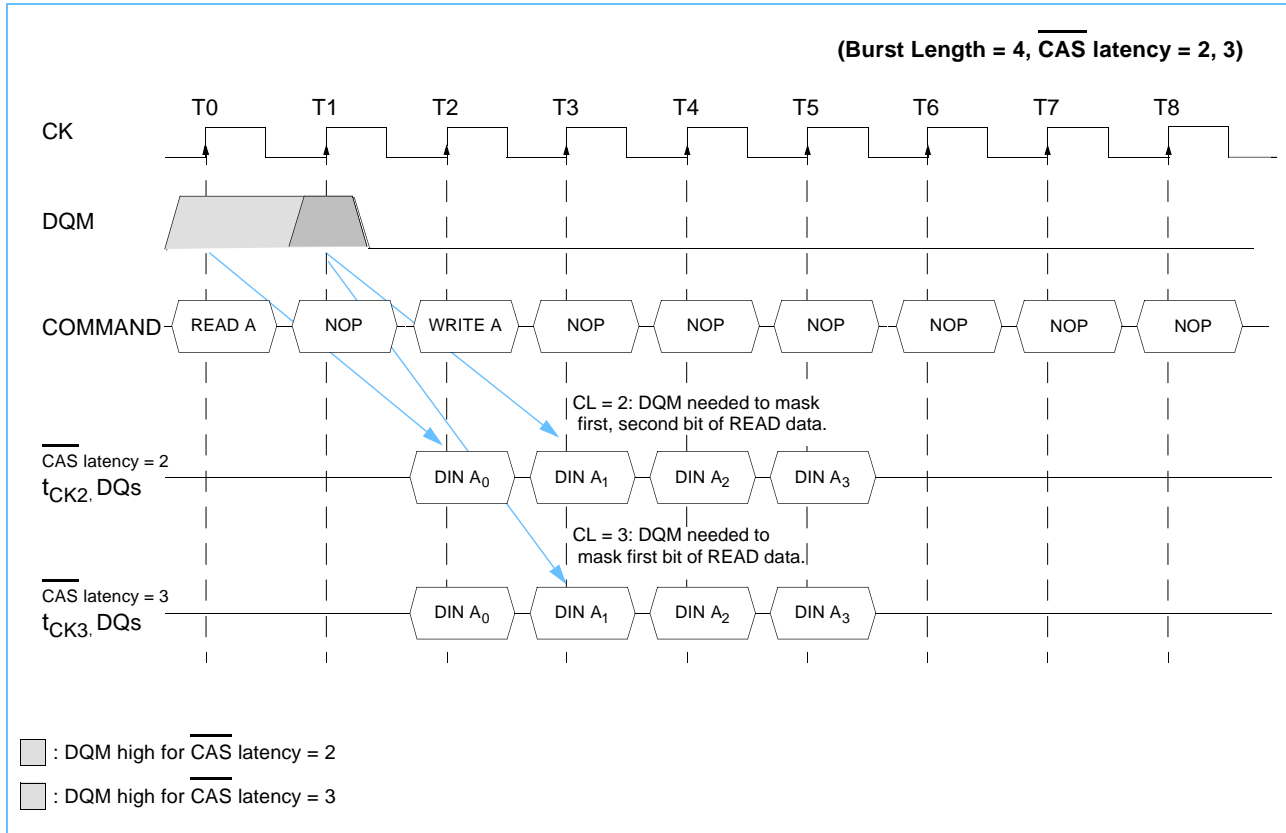 (Burst Length = 4, CAS latency = 2, 3)
T0 T1 T2 T3 T4 T5 T6 T7 T8
CK
DQM
COMMAND READ A NOP WRITE A NOP NOP NOP NOP NOP NOP
CL = 2: DQM needed to mask
first, second bit of READ data.
CAS latency = 2
tCK2, DQs DIN A0 DIN A1 DIN A2 DIN A3
CL = 3: DQM needed to
mask first bit of READ data.
CAS latency = 3
tCK3, DQs DIN A0 DIN A1 DIN A2 DIN A3
: DQM high for CAS latency = 2
: DQM high for CAS latency = 3